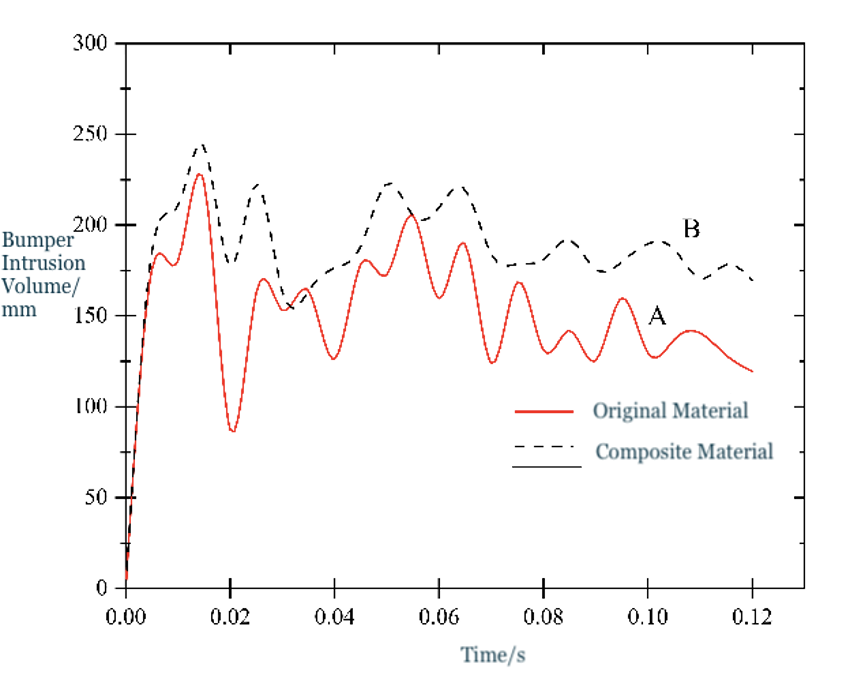 300
250
200
150
100
50
0
Bumper
Intrusion
Volume/
mm
B
A
Original Material
Composite Material
0.00 0.02 0.04 0.06 0.08 0.10 0.12
Time/s